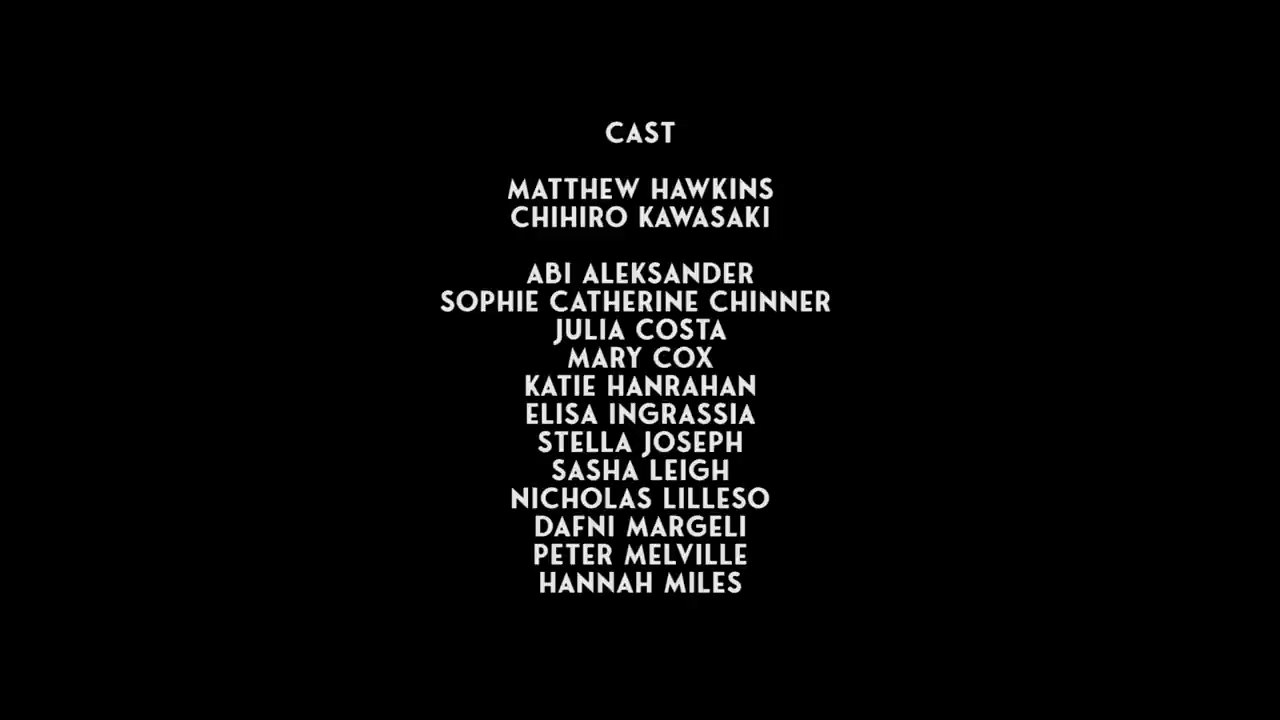 CAST
MATTHEW HAWKINS
CHIHIRO KAWASAKI
ABI ALEKSANDER
SOPHIE CATHERINE CHINNER
JULIA COSTA
MARY COX
KATIE HANRAHAN
ELISA INGRASSIA
STELLA JOSEPH
SASHA LEIGH
NICHOLAS LILLESO
DAFNI MARGELI
PETER MELVILLE
HANNAH MILES